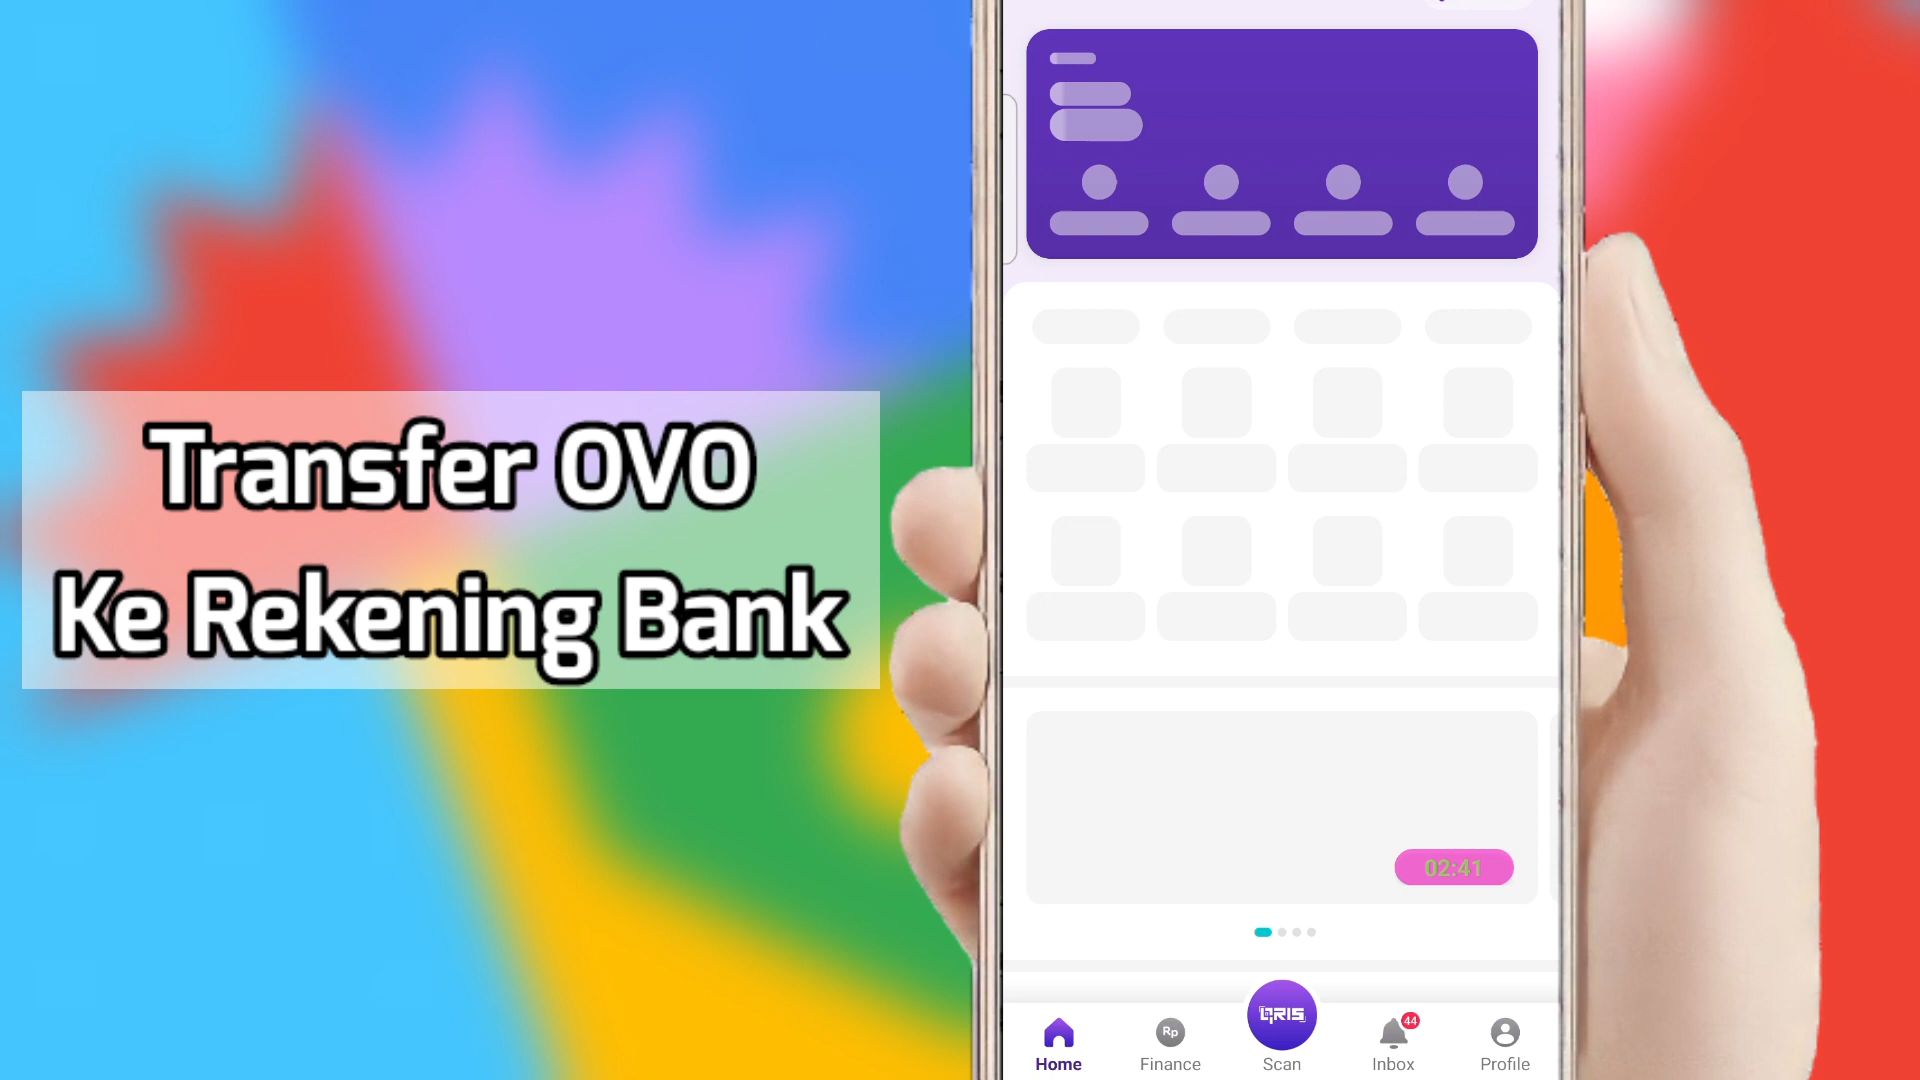 Transfer OVO
Ke Rekening Bank
02:41
Rp
QRIS
44
Home
Finance
Scan
Inbox
Profile